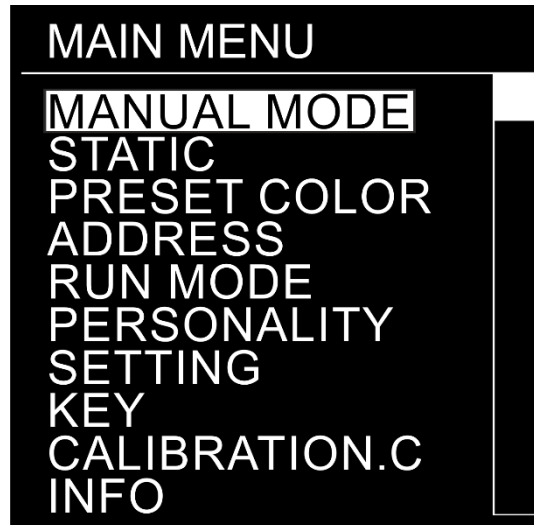 MAIN MENU
MANUAL MODE
STATIC
PRESET COLOR
ADDRESS
RUN MODE
PERSONALITY
SETTING
KEY
CALIBRATION.C
INFO